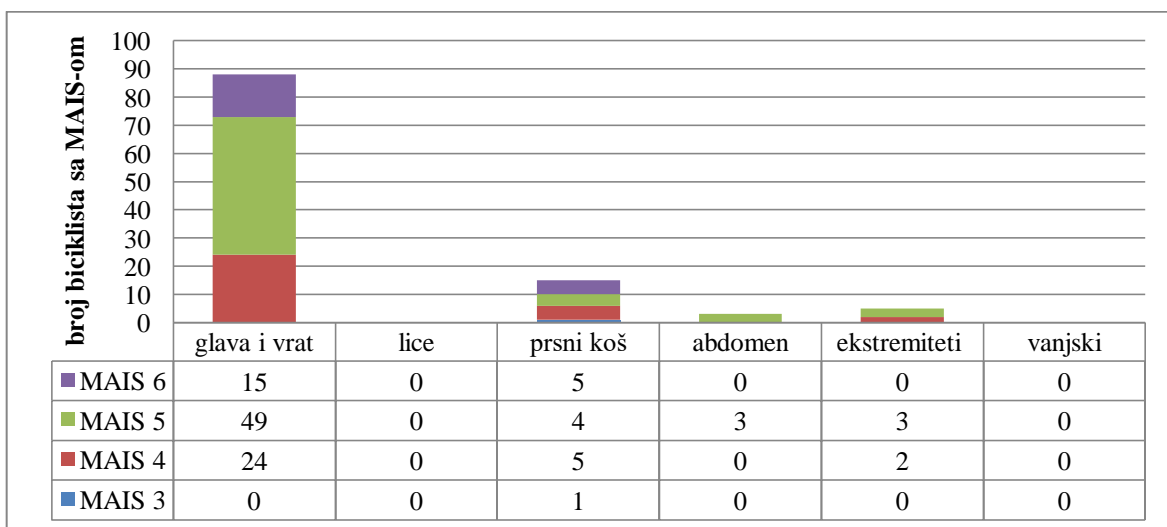 broj biciklista sa MAIS-om
100
90
80
70
60
50
40
30
20
10
0
glava i vrat lice prsni koš abdomen ekstremiteti vanjski
MAIS 6 15 0 5 0 0 0
MAIS 5 49 0 4 3 3 0
MAIS 4 24 0 5 0 2 0
MAIS 3 0 0 1 0 0 0